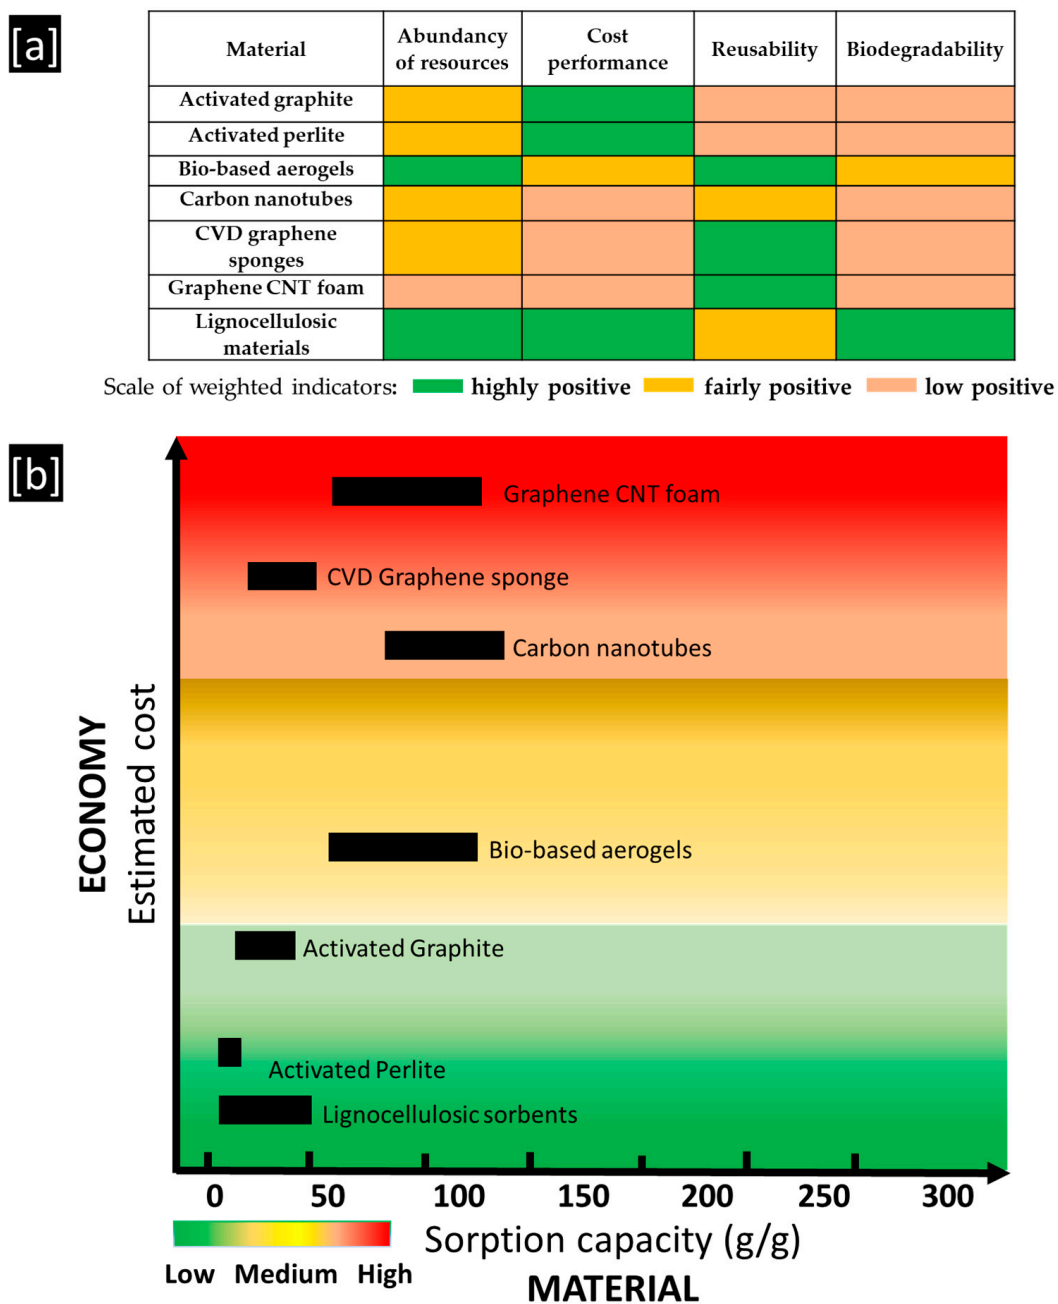 [a]
Material
Abundancy
of resources
Cost
performance
Reusability
Biodegradability
Activated graphite
Activated perlite
Bio-based aerogels
Carbon nanotubes
CVD graphene
sponges
Graphene CNT foam
Lignocellulosic
materials
Scale of weighted indicators: highly positive fairly positive low positive
[b]
Graphene CNT foam
CVD Graphene sponge
Carbon nanotubes
Bio-based aerogels
Activated Graphite
Activated Perlite
Lignocellulosic sorbents
ECONOMY
Estimated cost
0 50 100 150 200 250 300
Sorption capacity (g/g)
Low Medium High
MATERIAL